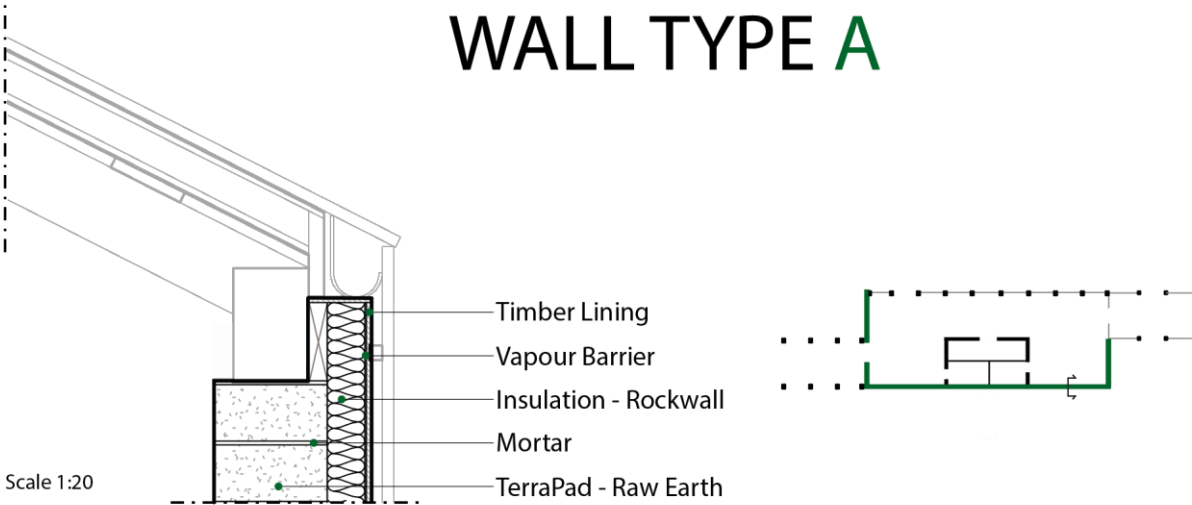 WALL TYPE A
Timber Lining
Vapour Barrier
Insulation - Rockwall
Mortar
TerraPad - Raw Earth
Scale 1:20